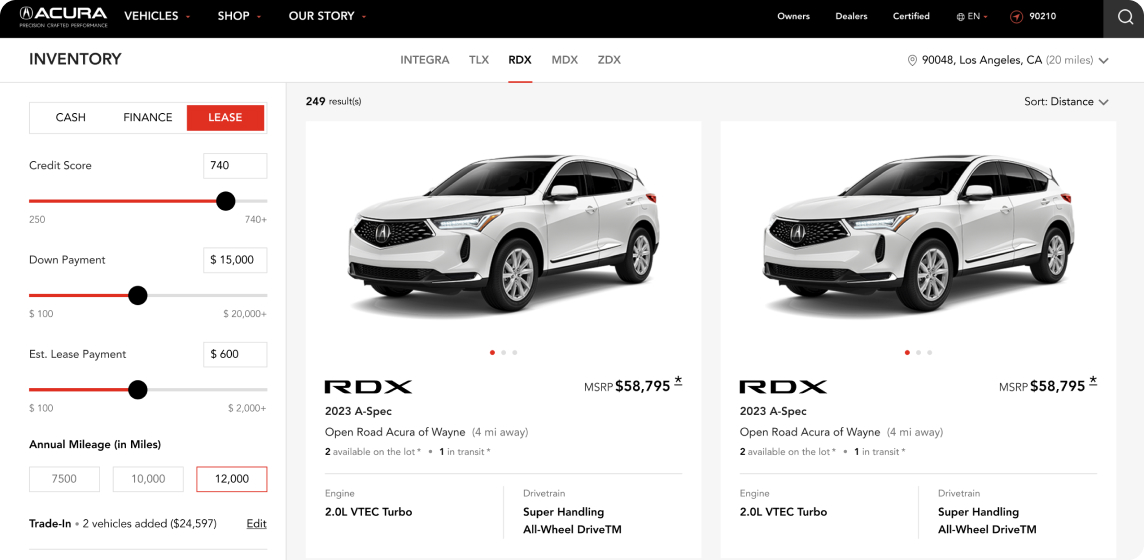 ACURA
PRECISION CRAFTED PERFORMANCE
VEHICLES
SHOP
OUR STORY
Owners
Dealers
Certified
EN
90210
INVENTORY
INTEGRA
TLX
RDX
MDX
ZDX
90048, Los Angeles, CA (20 miles)
CASH
FINANCE
LEASE
Credit Score
740
250
740+
Down Payment
$ 15,000
$ 100
$ 20,000+
Est. Lease Payment
$ 600
$ 100
$ 2,000+
Annual Mileage (in Miles)
7500
10,000
12,000
Trade-In • 2 vehicles added ($24,597)
Edit
249 result(s)
Sort: Distance
RDX
MSRP $58,795 *
2023 A-Spec
Open Road Acura of Wayne (4 mi away)
2 available on the lot * • 1 in transit *
Engine
2.0L VTEC Turbo
Drivetrain
Super Handling
All-Wheel DriveTM
RDX
MSRP $58,795 *
2023 A-Spec
Open Road Acura of Wayne (4 mi away)
2 available on the lot * • 1 in transit *
Engine
2.0L VTEC Turbo
Drivetrain
Super Handling
All-Wheel DriveTM